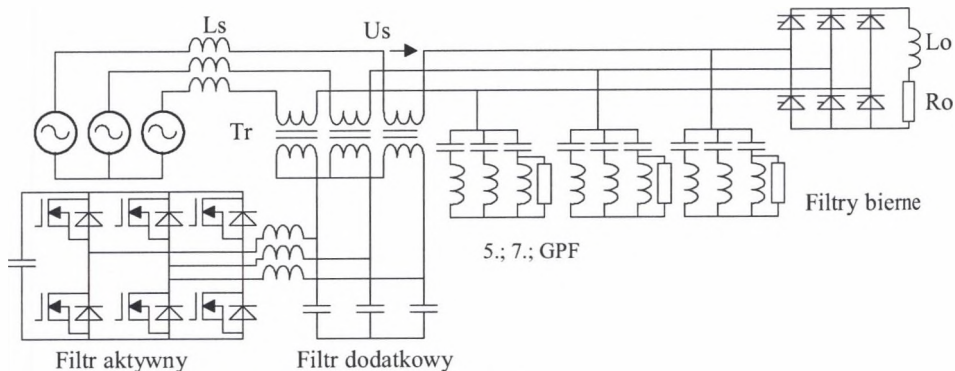 Ls
Us
Lo
Ro
Tr
Filtry bierne
5.; 7.; GPF
Filtr aktywny
Filtr dodatkowy